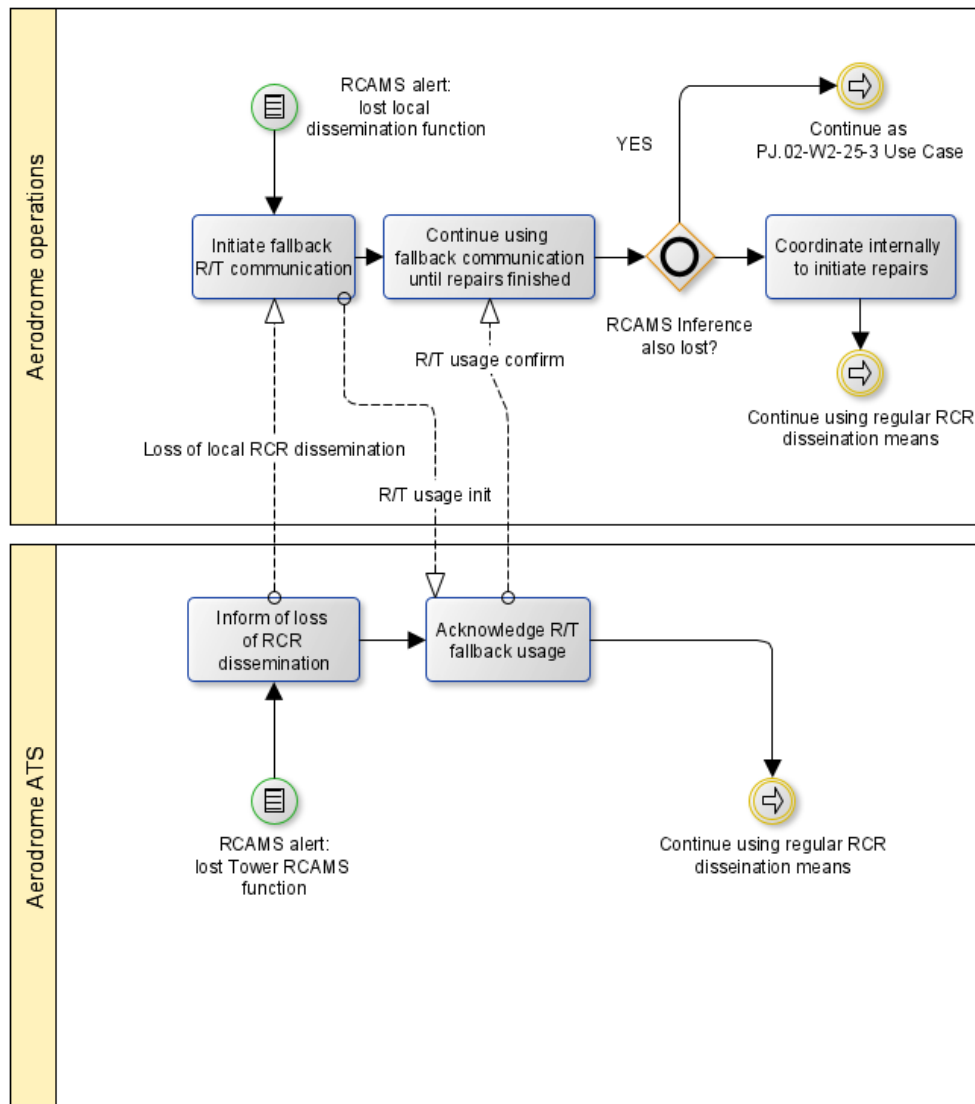 Aerodrome operations
RCAMS alert:
lost local
dissemination function
YES
Continue as
PJ.02-W2-25-3 Use Case
Initiate fallback
R/T communication
Continue using
fallback communication
until repairs finished
Coordinate internally
to initiate repairs
RCAMS Inference
also lost?
R/T usage confirm
Continue using regular RCR
disseination means
Loss of local RCR dissemination
R/T usage init
Aerodrome ATS
Inform of loss
of RCR
dissemination
Acknowledge R/T
fallback usage
RCAMS alert:
lost Tower RCAMS
function
Continue using regular RCR
disseination means